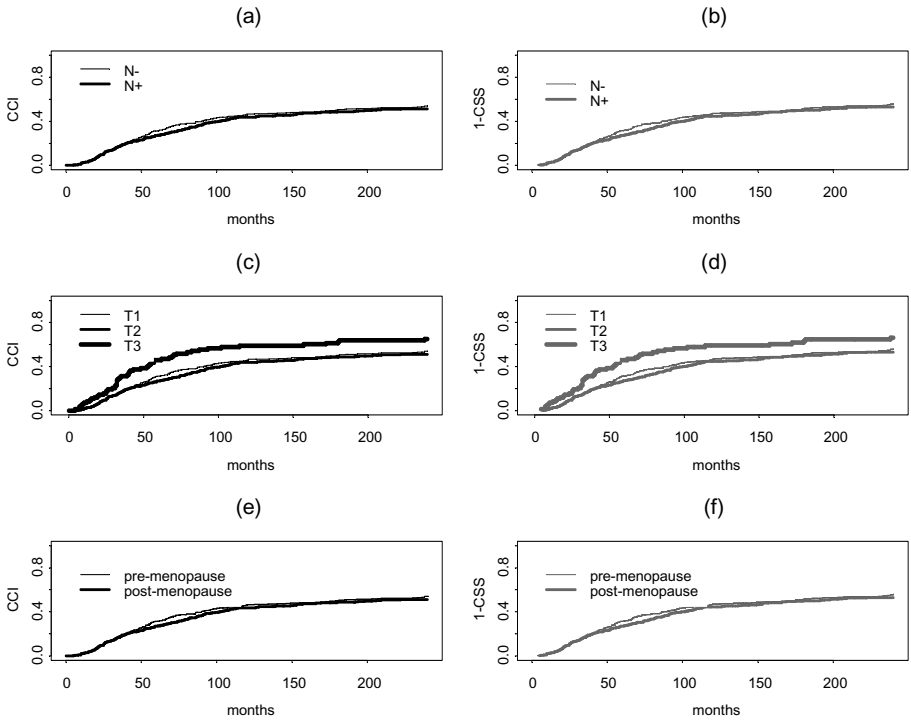 (a)
CCI
0.0 0.4 0.8
N-
N+
0 50 100 150 200
months
(b)
1-CSS
0.0 0.4 0.8
N-
N+
0 50 100 150 200
months
(c)
CCI
0.0 0.4 0.8
T1
T2
T3
0 50 100 150 200
months
(d)
1-CSS
0.0 0.4 0.8
T1
T2
T3
0 50 100 150 200
months
(e)
CCI
0.0 0.4 0.8
pre-menopause
post-menopause
0 50 100 150 200
months
(f)
1-CSS
0.0 0.4 0.8
pre-menopause
post-menopause
0 50 100 150 200
months